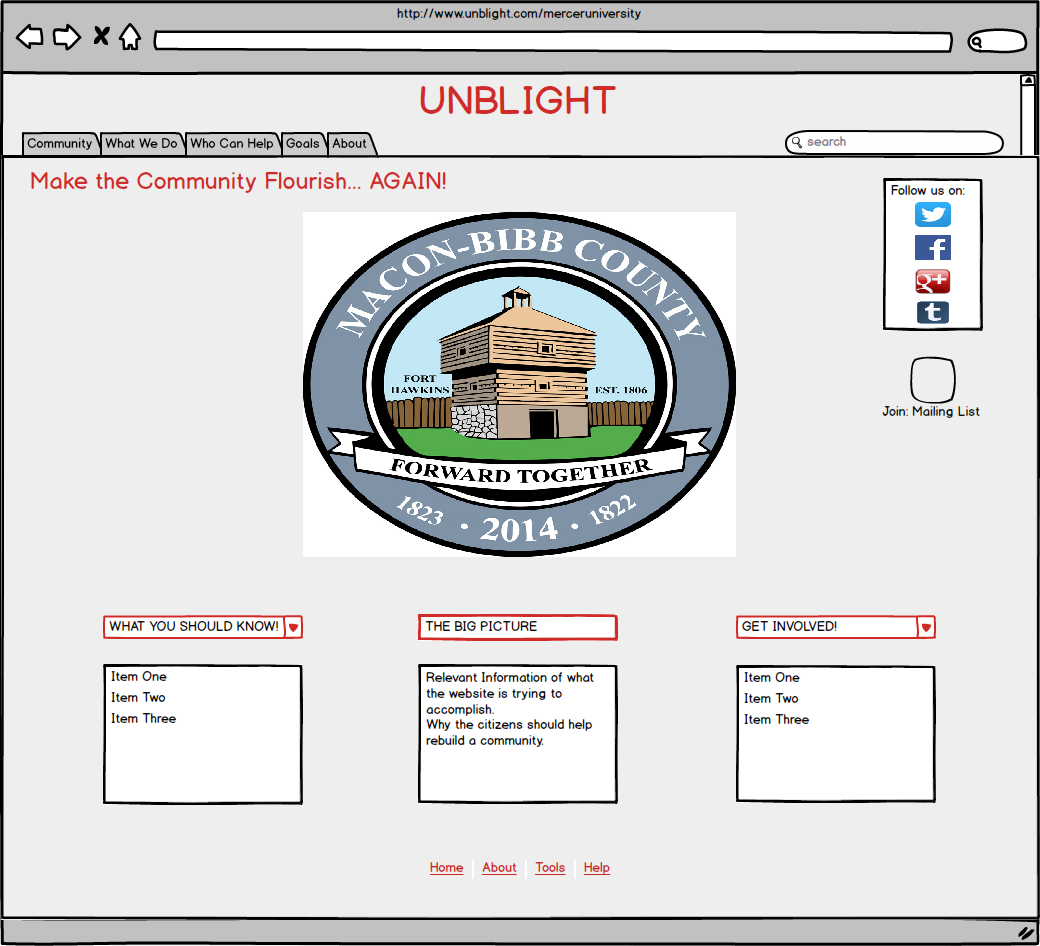 http://www.unblight.com/merceruniversity
UNBLIGHT
Community What We Do Who Can Help Goals About
search
Make the Community Flourish... AGAIN!
Follow us on:
MACON-BIBB COUNTY
FORT
HAWKINS
EST. 1806
FORWARD TOGETHER
1823 • 2014 • 1822
Join: Mailing List
WHAT YOU SHOULD KNOW!
Item One
Item Two
Item Three
THE BIG PICTURE
Relevant Information of what
the website is trying to
accomplish.
Why the citizens should help
rebuild a community.
GET INVOLVED!
Item One
Item Two
Item Three
Home About Tools Help